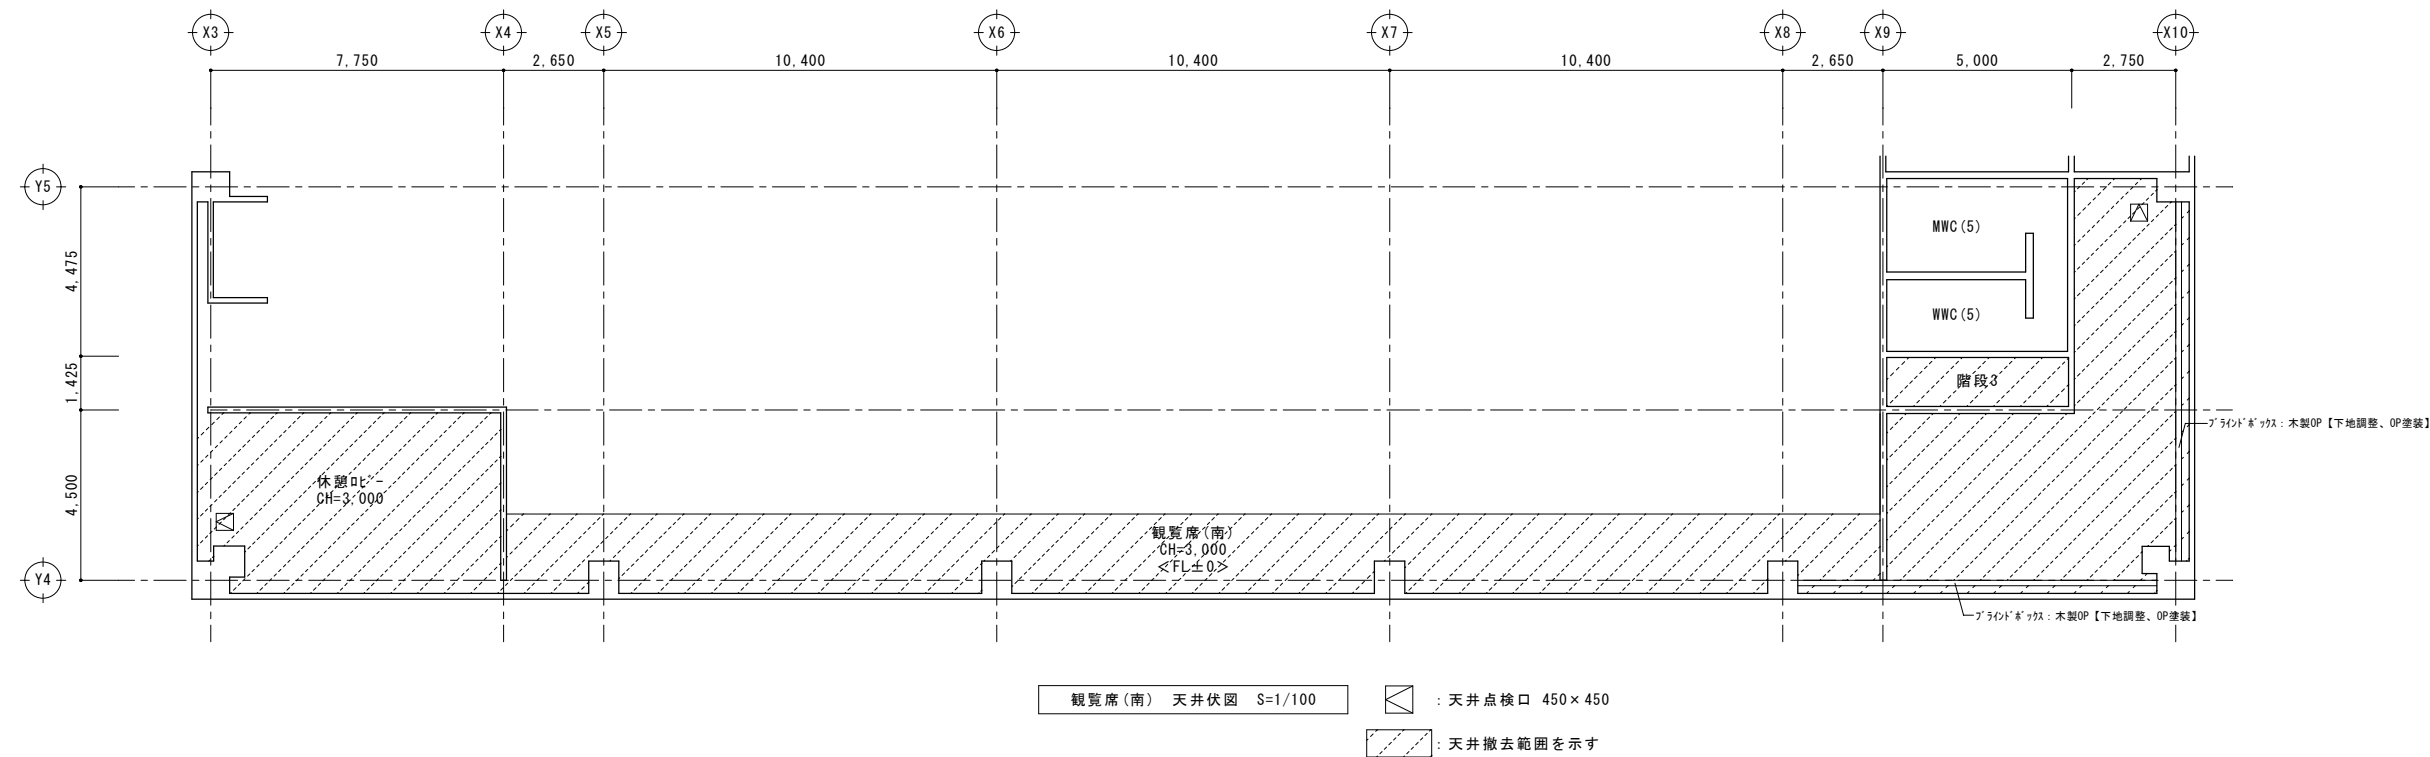 X3 X4 X5 X6 X7 X8 X9 X10
7,750 2,650 10,400 10,400 10,400 2,650 5,000 2,750
Y5
MWC(5)
4,475
WWC(5)
1,425
階段3
ﾌﾞﾗｲﾝﾄﾞﾎﾞｯｸｽ：木製OP【下地調整、OP塗装】
4,500
休憩ﾛﾋﾞｰ
CH=3,000
観覧席(南)
CH=3,000
<FL±0>
Y4
ﾌﾞﾗｲﾝﾄﾞﾎﾞｯｸｽ：木製OP【下地調整、OP塗装】
観覧席(南)　天井伏図　S=1/100
：天井点検口 450×450
：天井撤去範囲を示す